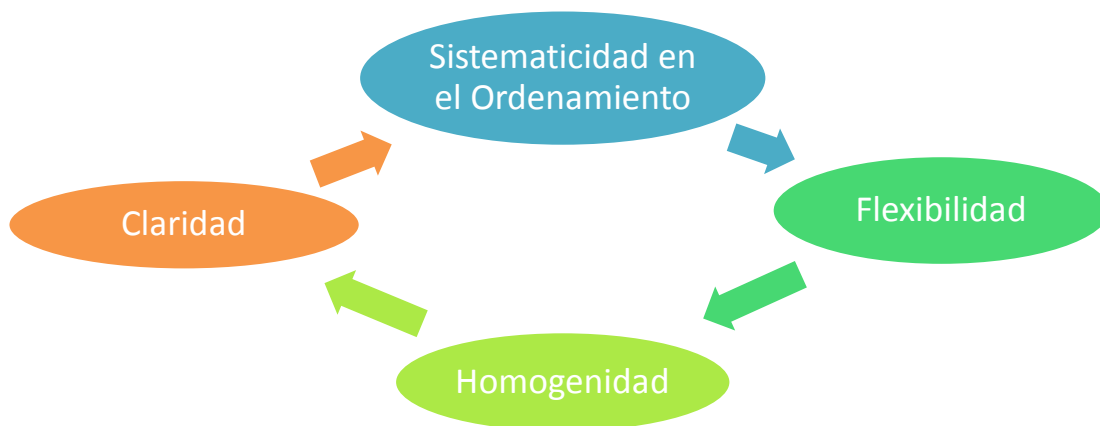 Sistematicidad en
el Ordenamiento
Flexibilidad
Homogenidad
Claridad